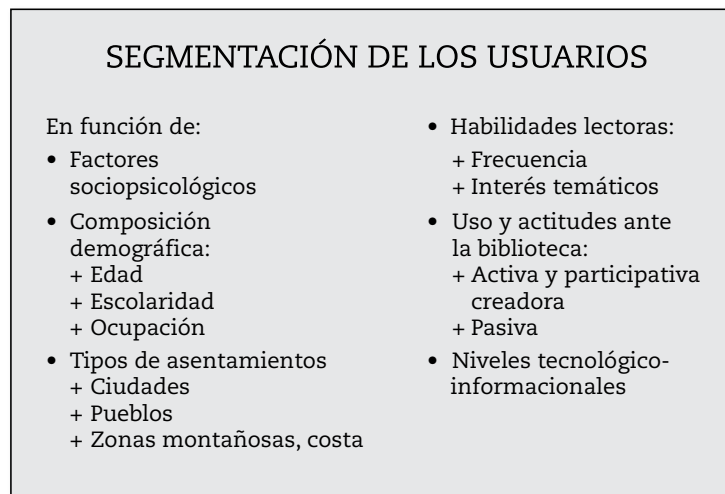 SEGMENTACIÓN DE LOS USUARIOS
En función de:
• Factores
sociopsicológicos
• Composición
demográfica:
+ Edad
+ Escolaridad
+ Ocupación
• Tipos de asentamientos
+ Ciudades
+ Pueblos
+ Zonas montañosas, costa
• Habilidades lectoras:
+ Frecuencia
+ Interés temáticos
• Uso y actitudes ante
la biblioteca:
+ Activa y participativa
creadora
+ Pasiva
• Niveles tecnológico-
informacionales